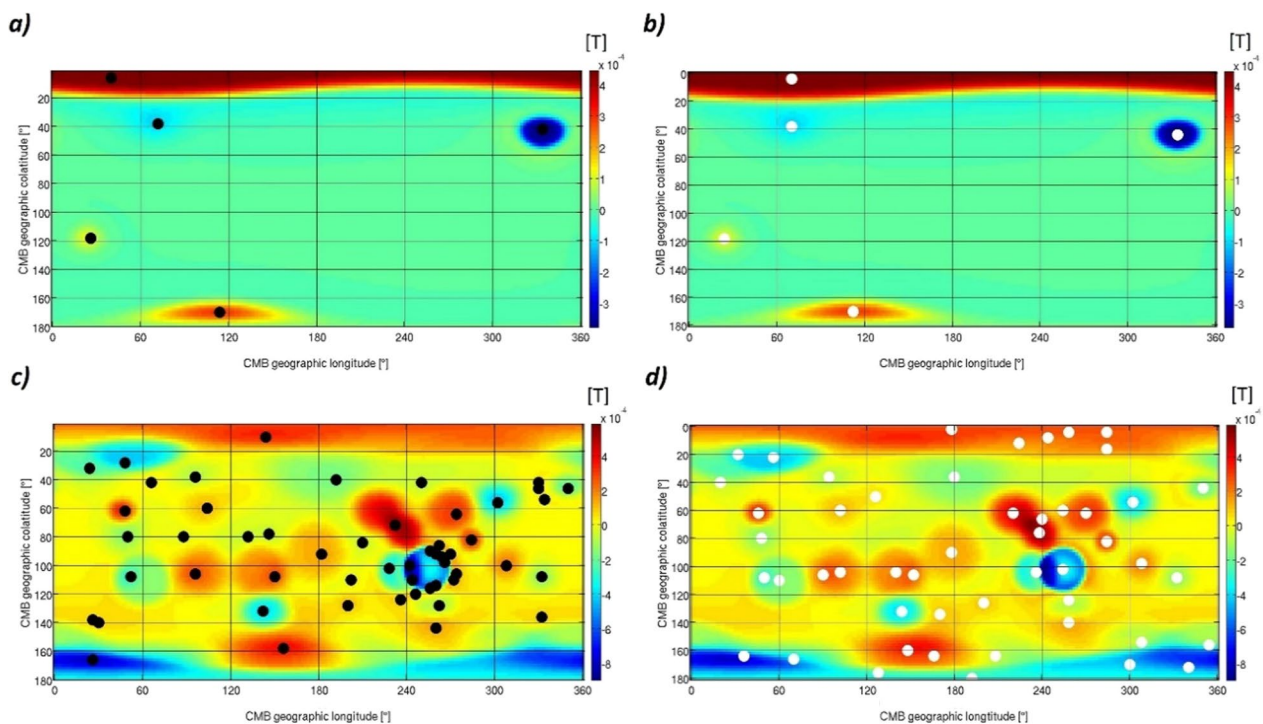 a)
[T]
x 10⁻⁴
CMB geographic colatitude [°]
20
40
60
80
100
120
140
160
180
0 60 120 180 240 300 360
CMB geographic longitude [°]
4
3
2
1
0
-1
-2
-3
b)
[T]
x 10⁻⁴
CMB geographic colatitude [°]
0
20
40
60
80
100
120
140
160
180
0 60 120 180 240 300 360
CMB geographic longitude [°]
4
3
2
1
0
-1
-2
-3
c)
[T]
x 10⁻⁴
CMB geographic colatitude [°]
20
40
60
80
100
120
140
160
180
0 60 120 180 240 300 360
CMB geographic longitude [°]
4
2
0
-2
-4
-6
-8
d)
[T]
x 10⁻⁴
CMB geographic colatitude [°]
0
20
40
60
80
100
120
140
160
180
0 60 120 180 240 300 360
CMB geographic longtitude [°]
4
2
0
-2
-4
-6
-8